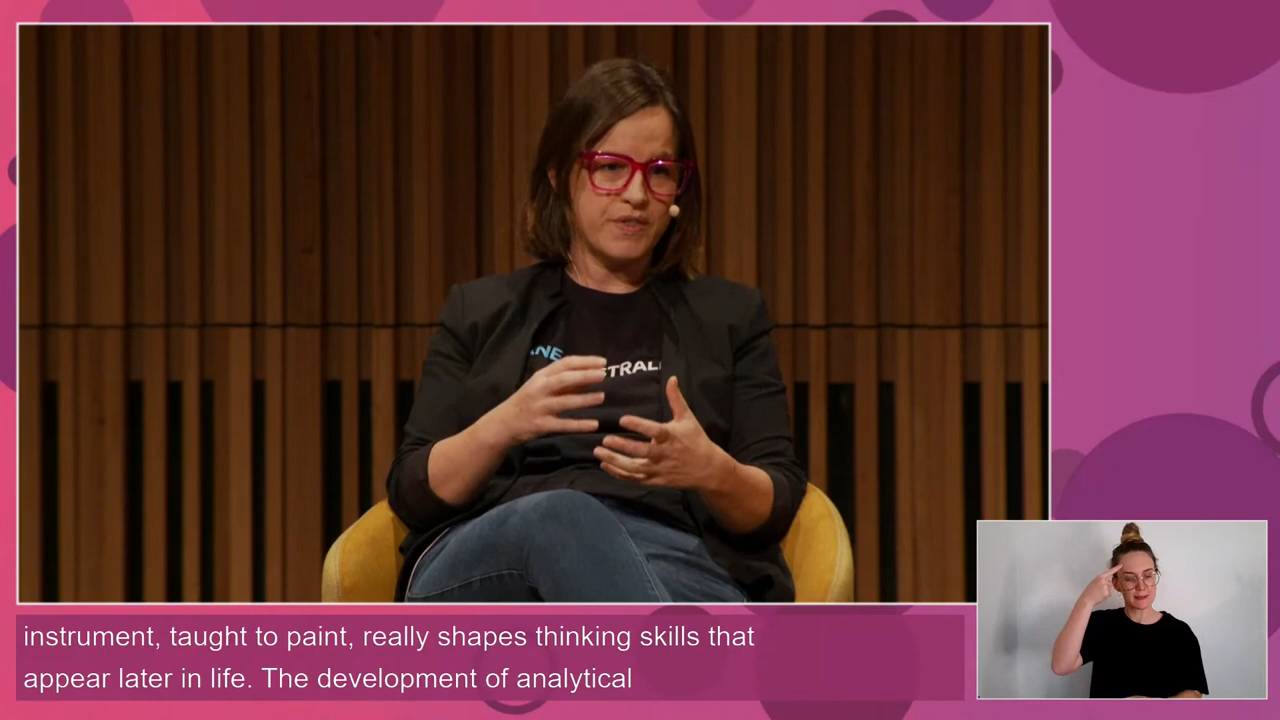 instrument, taught to paint, really shapes thinking skills that
appear later in life. The development of analytical